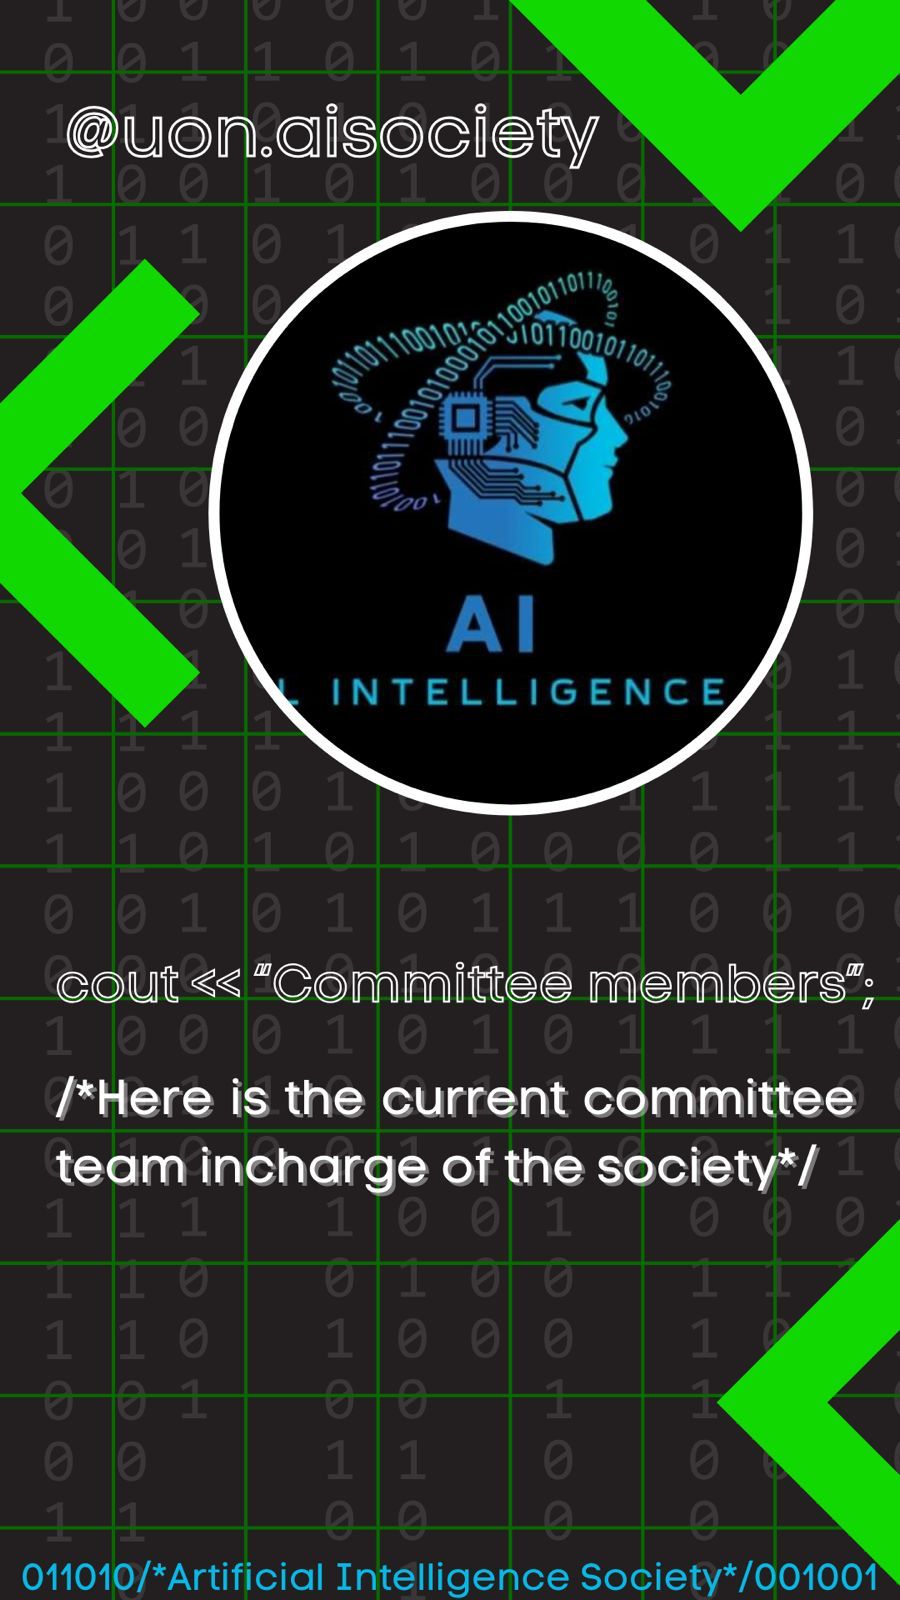 @uon.aisociety
AI
L INTELLIGENCE
cout << "Committee members";
/*Here is the current committee
team incharge of the society*/
011010/*Artificial Intelligence Society*/001001